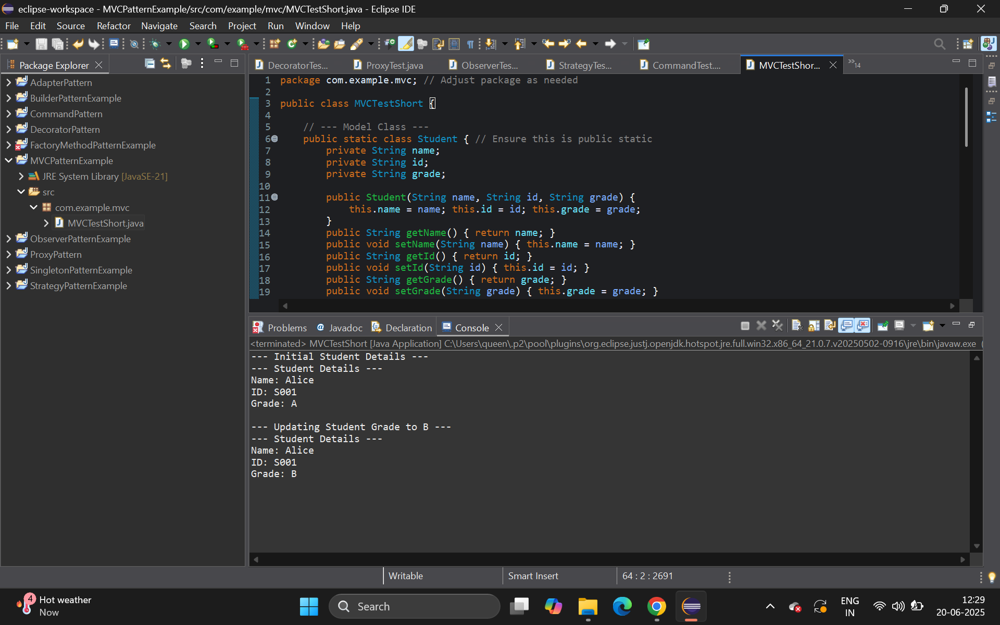 eclipse-workspace - MVCPatternExample/src/com/example/mvc/MVCTestShort.java - Eclipse IDE
File Edit Source Refactor Navigate Search Project Run Window Help
Package Explorer
AdapterPattern
BuilderPatternExample
CommandPattern
DecoratorPattern
FactoryMethodPatternExample
MVCPatternExample
JRE System Library [JavaSE-21]
src
com.example.mvc
MVCTestShort.java
ObserverPatternExample
ProxyPattern
SingletonPatternExample
StrategyPatternExample
DecoratorTes... ProxyTest.java ObserverTes... StrategyTes... CommandTest.... MVCTestShor... »14
1 package com.example.mvc; // Adjust package as needed
2
3 public class MVCTestShort {
4
5 // --- Model Class ---
6 public static class Student { // Ensure this is public static
7 private String name;
8 private String id;
9 private String grade;
10
11 public Student(String name, String id, String grade) {
12 this.name = name; this.id = id; this.grade = grade;
13 }
14 public String getName() { return name; }
15 public void setName(String name) { this.name = name; }
16 public String getId() { return id; }
17 public void setId(String id) { this.id = id; }
18 public String getGrade() { return grade; }
19 public void setGrade(String grade) { this.grade = grade; }
Problems @ Javadoc Declaration Console
<terminated> MVCTestShort [Java Application] C:\Users\queen\.p2\pool\plugins\org.eclipse.justj.openjdk.hotspot.jre.full.win32.x86_64_21.0.7.v20250502-0916\jre\bin\javaw.exe (
--- Initial Student Details ---
--- Student Details ---
Name: Alice
ID: S001
Grade: A
--- Updating Student Grade to B ---
--- Student Details ---
Name: Alice
ID: S001
Grade: B
Writable Smart Insert 64 : 2 : 2691
4
Hot weather
Now
Search
ENG
IN
12:29
20-06-2025